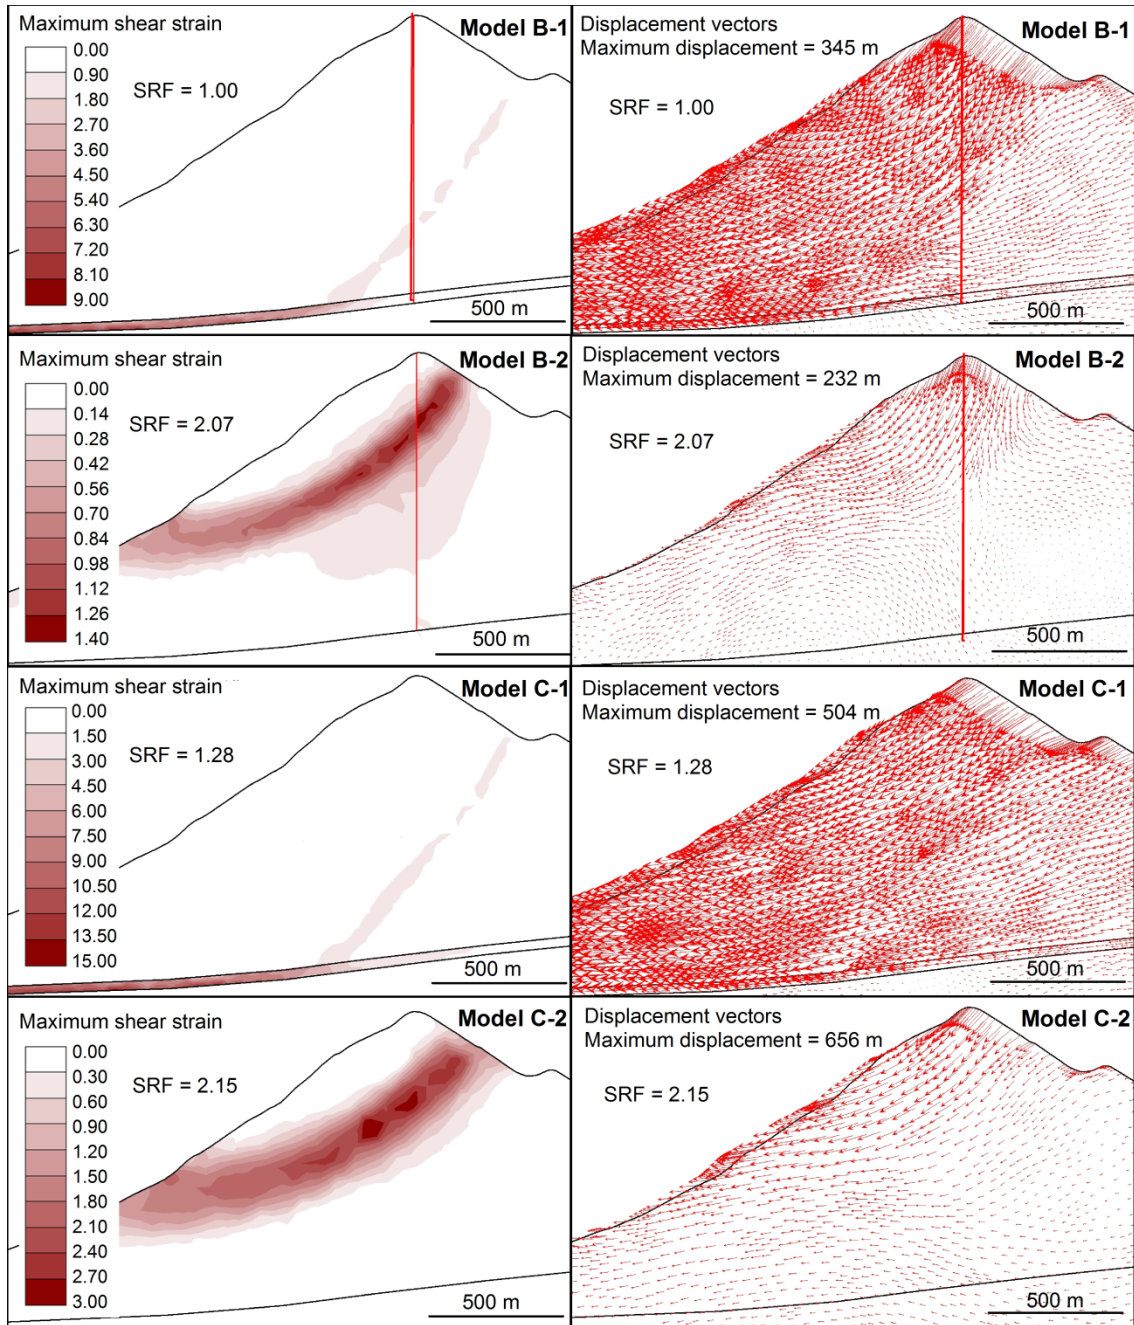 Maximum shear strain
Model B-1
0.00
0.90
1.80
2.70
3.60
4.50
5.40
6.30
7.20
8.10
9.00
SRF = 1.00
500 m
Displacement vectors
Model B-1
Maximum displacement = 345 m
SRF = 1.00
500 m
Maximum shear strain
Model B-2
0.00
0.14
0.28
0.42
0.56
0.70
0.84
0.98
1.12
1.26
1.40
SRF = 2.07
500 m
Displacement vectors
Model B-2
Maximum displacement = 232 m
SRF = 2.07
500 m
Maximum shear strain
Model C-1
0.00
1.50
3.00
4.50
6.00
7.50
9.00
10.50
12.00
13.50
15.00
SRF = 1.28
500 m
Displacement vectors
Model C-1
Maximum displacement = 504 m
SRF = 1.28
500 m
Maximum shear strain
Model C-2
0.00
0.30
0.60
0.90
1.20
1.50
1.80
2.10
2.40
2.70
3.00
SRF = 2.15
500 m
Displacement vectors
Model C-2
Maximum displacement = 656 m
SRF = 2.15
500 m